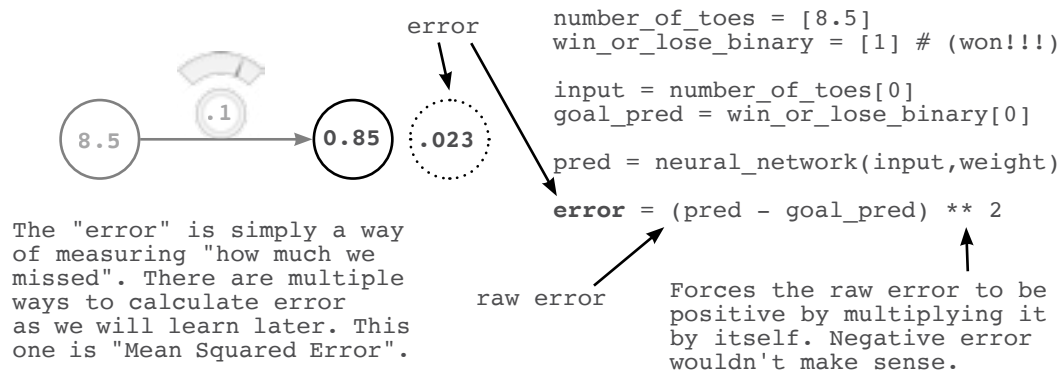 error
.1
8.5
0.85
.023
The "error" is simply a way
of measuring "how much we
missed". There are multiple
ways to calculate error
as we will learn later. This
one is "Mean Squared Error".
number_of_toes = [8.5]
win_or_lose_binary = [1] # (won!!!)
input = number_of_toes[0]
goal_pred = win_or_lose_binary[0]
pred = neural_network(input,weight)
error = (pred - goal_pred) ** 2
raw error
Forces the raw error to be
positive by multiplying it
by itself. Negative error
wouldn't make sense.